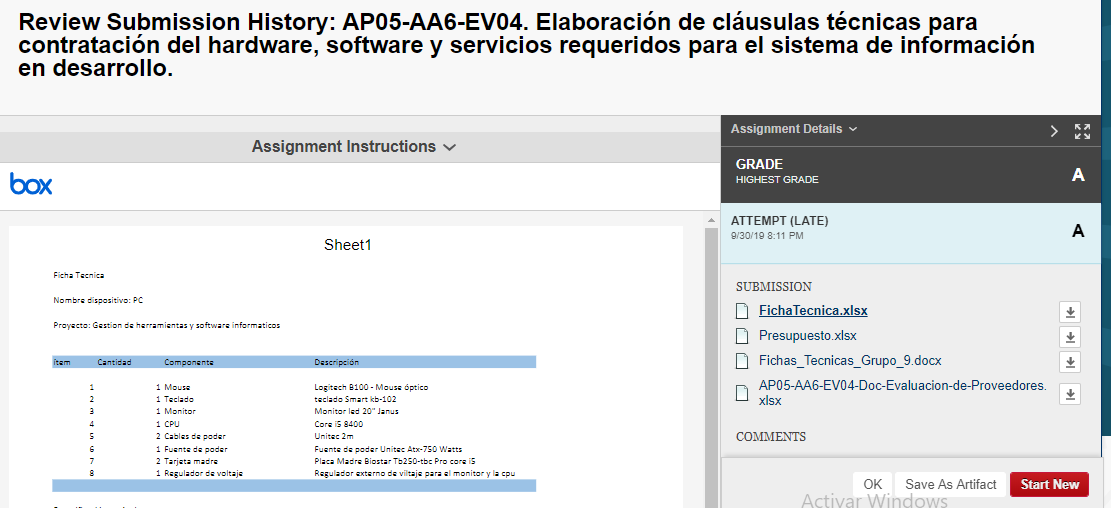 Review Submission History: AP05-AA6-EV04. Elaboración de cláusulas técnicas para
contratación del hardware, software y servicios requeridos para el sistema de información
en desarrollo.
Assignment Instructions
box
Sheet1
Ficha Tecnica
Nombre dispositivo: PC
Proyecto: Gestion de herramientas y software informaticos
Item Cantidad Componente Descripción
1 1 Mouse Logitech B100 - Mouse óptico
2 1 Teclado teclado Smart kb-102
3 1 Monitor Monitor led 20" Janus
4 1 CPU Core i5 8400
5 2 Cables de poder Unitec 2m
6 1 Fuente de poder Fuente de poder Unitec Atx-750 Watts
7 2 Tarjeta madre Placa Madre Biostar Tb250-tbc Pro core i5
8 1 Regulador de voltaje Regulador externo de viltaje para el monitor y la cpu
Assignment Details
GRADE
HIGHEST GRADE
A
ATTEMPT (LATE)
9/30/19 8:11 PM
A
SUBMISSION
FichaTecnica.xlsx
Presupuesto.xlsx
Fichas_Tecnicas_Grupo_9.docx
AP05-AA6-EV04-Doc-Evaluacion-de-Proveedores.
xlsx
COMMENTS
OK Save As Artifact Start New
Activar Windows